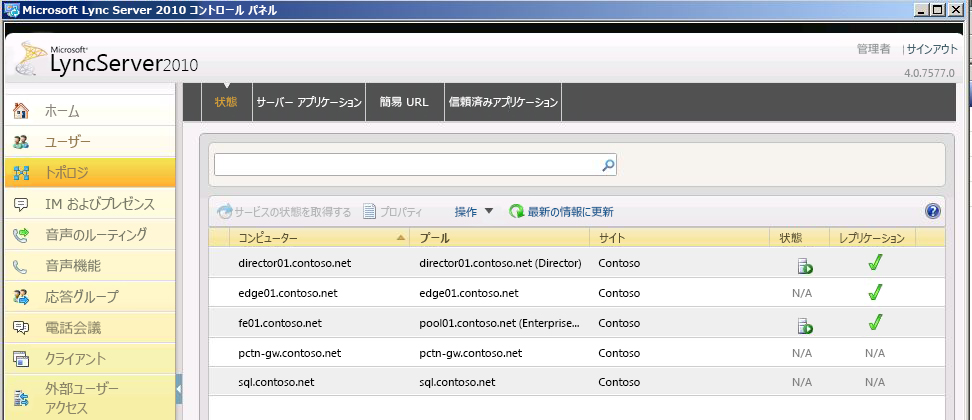 Microsoft Lync Server 2010 コントロール パネル
Microsoft®
LyncServer2010
管理者 | サインアウト
4.0.7577.0
ホーム
ユーザー
トポロジ
IM およびプレゼンス
音声のルーティング
音声機能
応答グループ
電話会議
クライアント
外部ユーザー
アクセス
状態 サーバー アプリケーション 簡易 URL 信頼済みアプリケーション
サービスの状態を取得する プロパティ 操作 最新の情報に更新
コンピューター プール サイト 状態 レプリケーション
director01.contoso.net director01.contoso.net (Director) Contoso
edge01.contoso.net edge01.contoso.net Contoso N/A
fe01.contoso.net pool01.contoso.net (Enterprise... Contoso
pctn-gw.contoso.net pctn-gw.contoso.net Contoso N/A N/A
sql.contoso.net sql.contoso.net Contoso N/A N/A